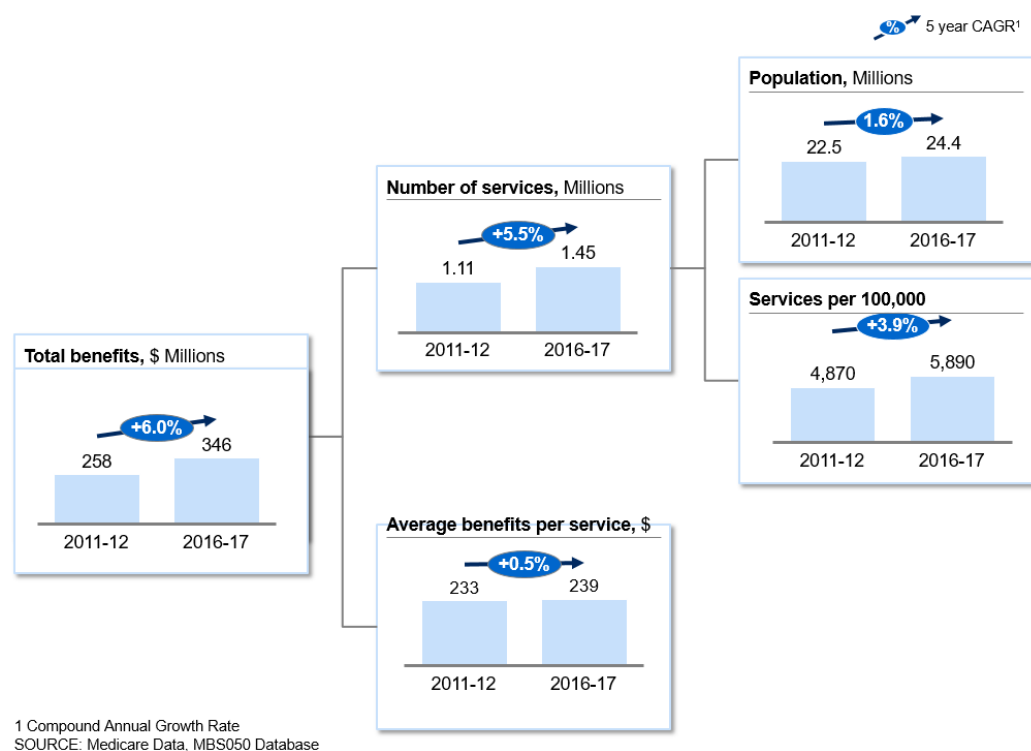 % 5 year CAGR¹
Population, Millions
1.6%
22.5 24.4
2011-12 2016-17
Number of services, Millions
+5.5%
1.11 1.45
2011-12 2016-17
Services per 100,000
+3.9%
4,870 5,890
2011-12 2016-17
Total benefits, $ Millions
+6.0%
258 346
2011-12 2016-17
Average benefits per service, $
+0.5%
233 239
2011-12 2016-17
1 Compound Annual Growth Rate
SOURCE: Medicare Data, MBS050 Database